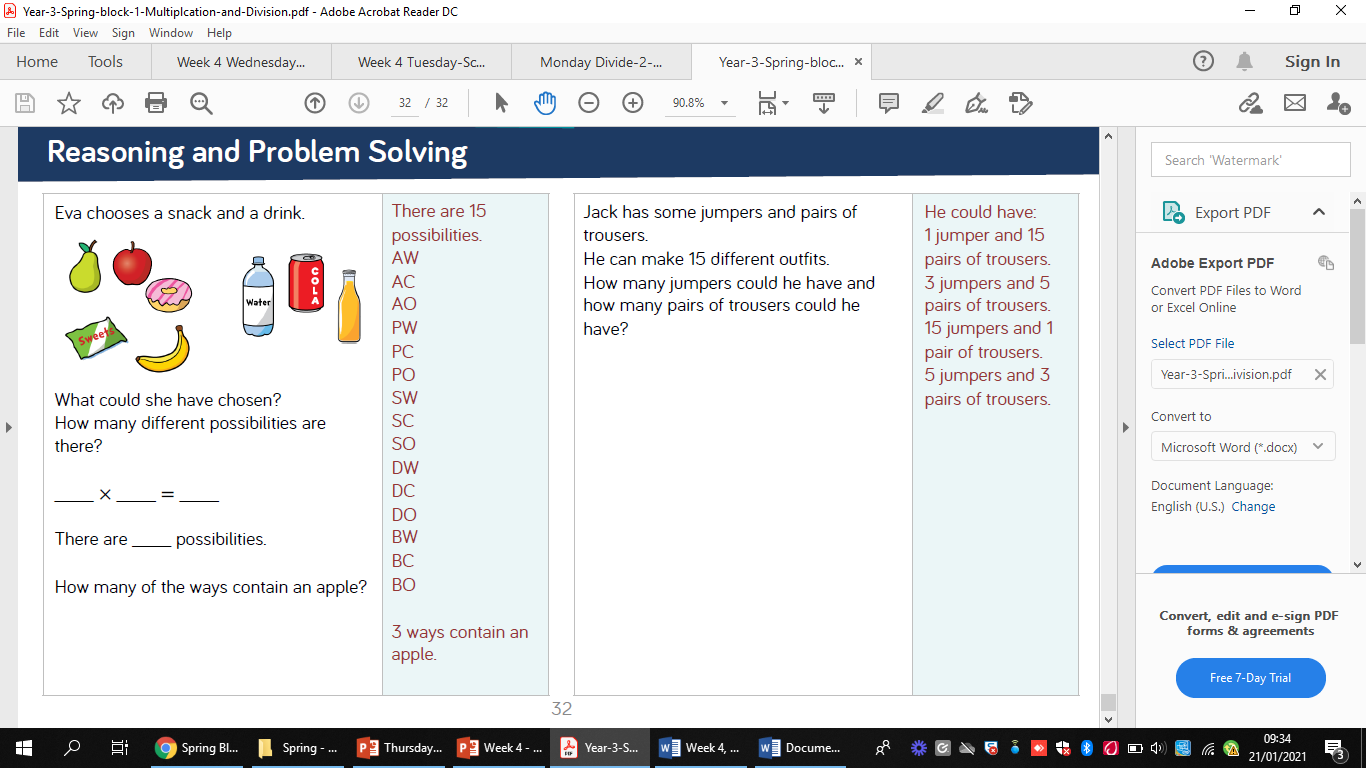 Year-3-Spring-block-1-Multiplcation-and-Division.pdf - Adobe Acrobat Reader DC
File Edit View Sign Window Help
Home Tools Week 4 Wednesday... Week 4 Tuesday-Sc... Monday Divide-2-... Year-3-Spring-bloc... × Sign In
32 / 32 90.8%
Reasoning and Problem Solving
Eva chooses a snack and a drink.
Water
COLA
Sweets
What could she have chosen?
How many different possibilities are
there?
____ × ____ = ____
There are ____ possibilities.
How many of the ways contain an apple?
There are 15
possibilities.
AW
AC
AO
PW
PC
PO
SW
SC
SO
DW
DC
DO
BW
BC
BO
3 ways contain an
apple.
Jack has some jumpers and pairs of
trousers.
He can make 15 different outfits.
How many jumpers could he have and
how many pairs of trousers could he
have?
He could have:
1 jumper and 15
pairs of trousers.
3 jumpers and 5
pairs of trousers.
15 jumpers and 1
pair of trousers.
5 jumpers and 3
pairs of trousers.
32
Search 'Watermark'
Export PDF
Adobe Export PDF
Convert PDF Files to Word
or Excel Online
Select PDF File
Year-3-Spri...ivision.pdf
Convert to
Microsoft Word (*.docx)
Document Language:
English (U.S.) Change
Convert, edit and e-sign PDF
forms & agreements
Free 7-Day Trial
Spring Bl... Spring - ... Thursday... Week 4 - ... Year-3-S... Week 4, ... Docume...
09:34
21/01/2021
3